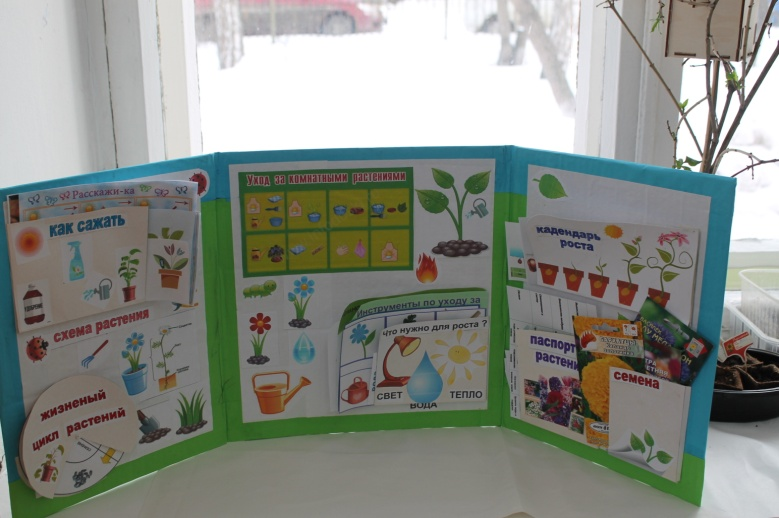 Расскажи-ка
как сажать
схема растения
жизненый
цикл растений
Уход за комнатными растениями
Инструменты по уходу за
что нужно для роста ?
СВЕТ
ТЕПЛО
ВОДА
календарь
роста
паспорт
растени
семена